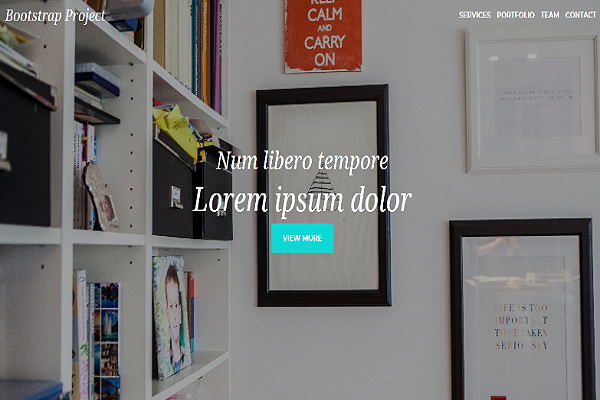 Bootstrap Project
SERVICES PORTFOLIO TEAM CONTACT
KEEP
CALM
AND
CARRY
ON
Num libero tempore
Lorem ipsum dolor
VIEW MORE
LIFE IS TOO
IMPORTANT
TO BE TAKEN
SERIOUSLY